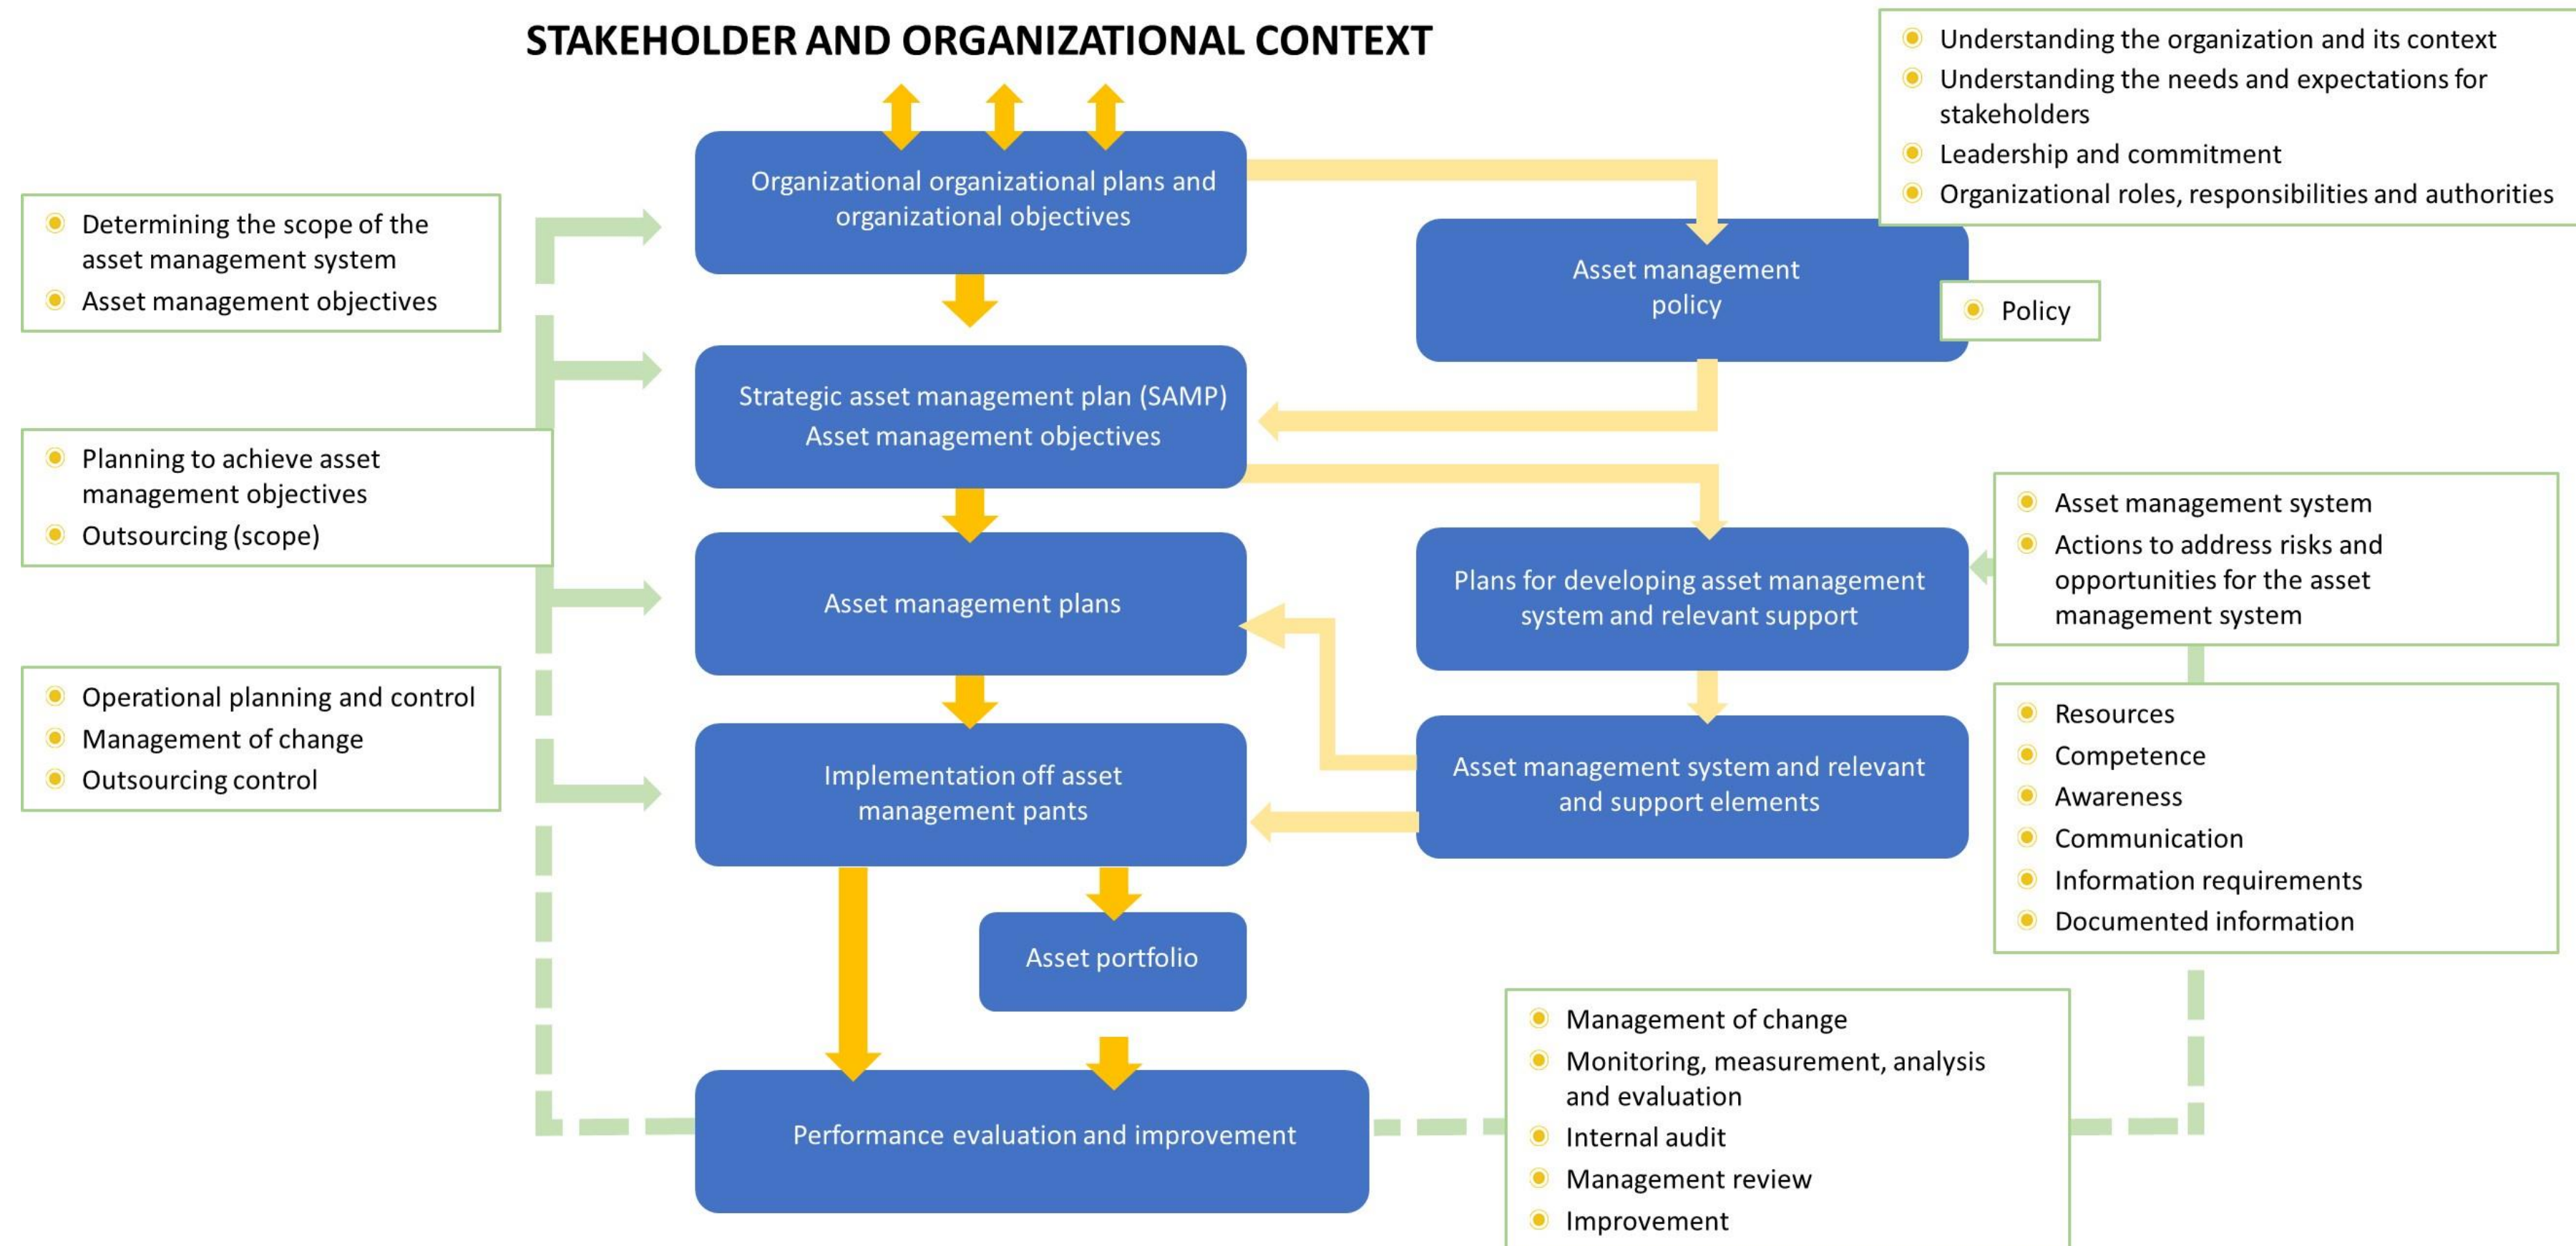 STAKEHOLDER AND ORGANIZATIONAL CONTEXT
Understanding the organization and its context
Understanding the needs and expectations for
stakeholders
Leadership and commitment
Organizational roles, responsibilities and authorities
Organizational organizational plans and
organizational objectives
Determining the scope of the
asset management system
Asset management objectives
Asset management
policy
Policy
Strategic asset management plan (SAMP)
Asset management objectives
Planning to achieve asset
management objectives
Outsourcing (scope)
Asset management plans
Plans for developing asset management
system and relevant support
Asset management system
Actions to address risks and
opportunities for the asset
management system
Operational planning and control
Management of change
Outsourcing control
Implementation off asset
management pants
Asset management system and relevant
and support elements
Resources
Competence
Awareness
Communication
Information requirements
Documented information
Asset portfolio
Performance evaluation and improvement
Management of change
Monitoring, measurement, analysis
and evaluation
Internal audit
Management review
Improvement